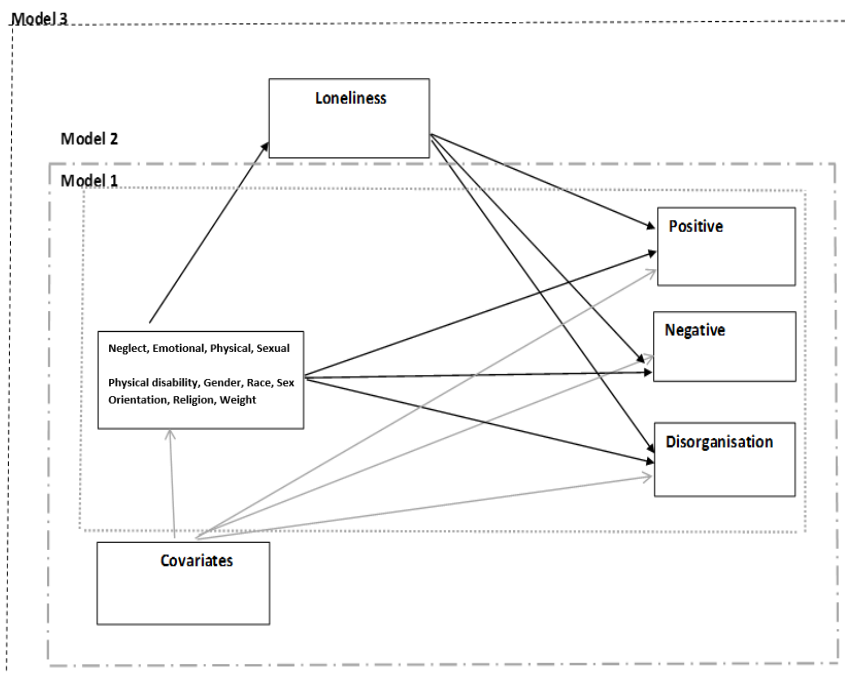 Model 3
Loneliness
Model 2
Model 1
Positive
Neglect, Emotional, Physical, Sexual
Physical disability, Gender, Race, Sex
Orientation, Religion, Weight
Negative
Disorganisation
Covariates